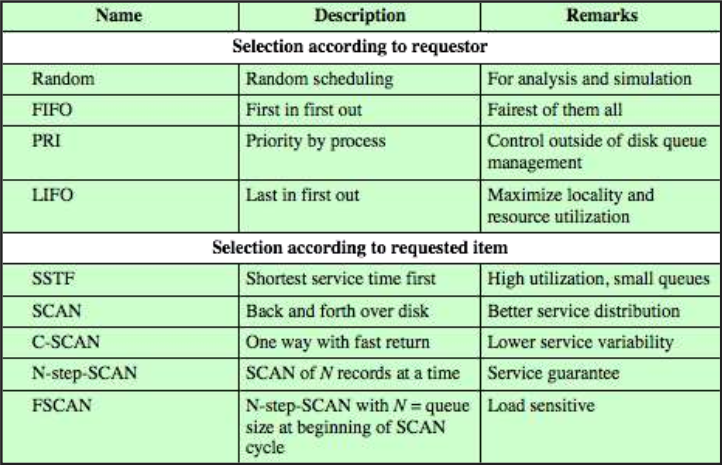 Name Description Remarks
Selection according to requestor
Random Random scheduling For analysis and simulation
FIFO First in first out Fairest of them all
PRI Priority by process Control outside of disk queue
management
LIFO Last in first out Maximize locality and
resource utilization
Selection according to requested item
SSTF Shortest service time first High utilization, small queues
SCAN Back and forth over disk Better service distribution
C-SCAN One way with fast return Lower service variability
N-step-SCAN SCAN of N records at a time Service guarantee
FSCAN N-step-SCAN with N = queue Load sensitive
size at beginning of SCAN
cycle